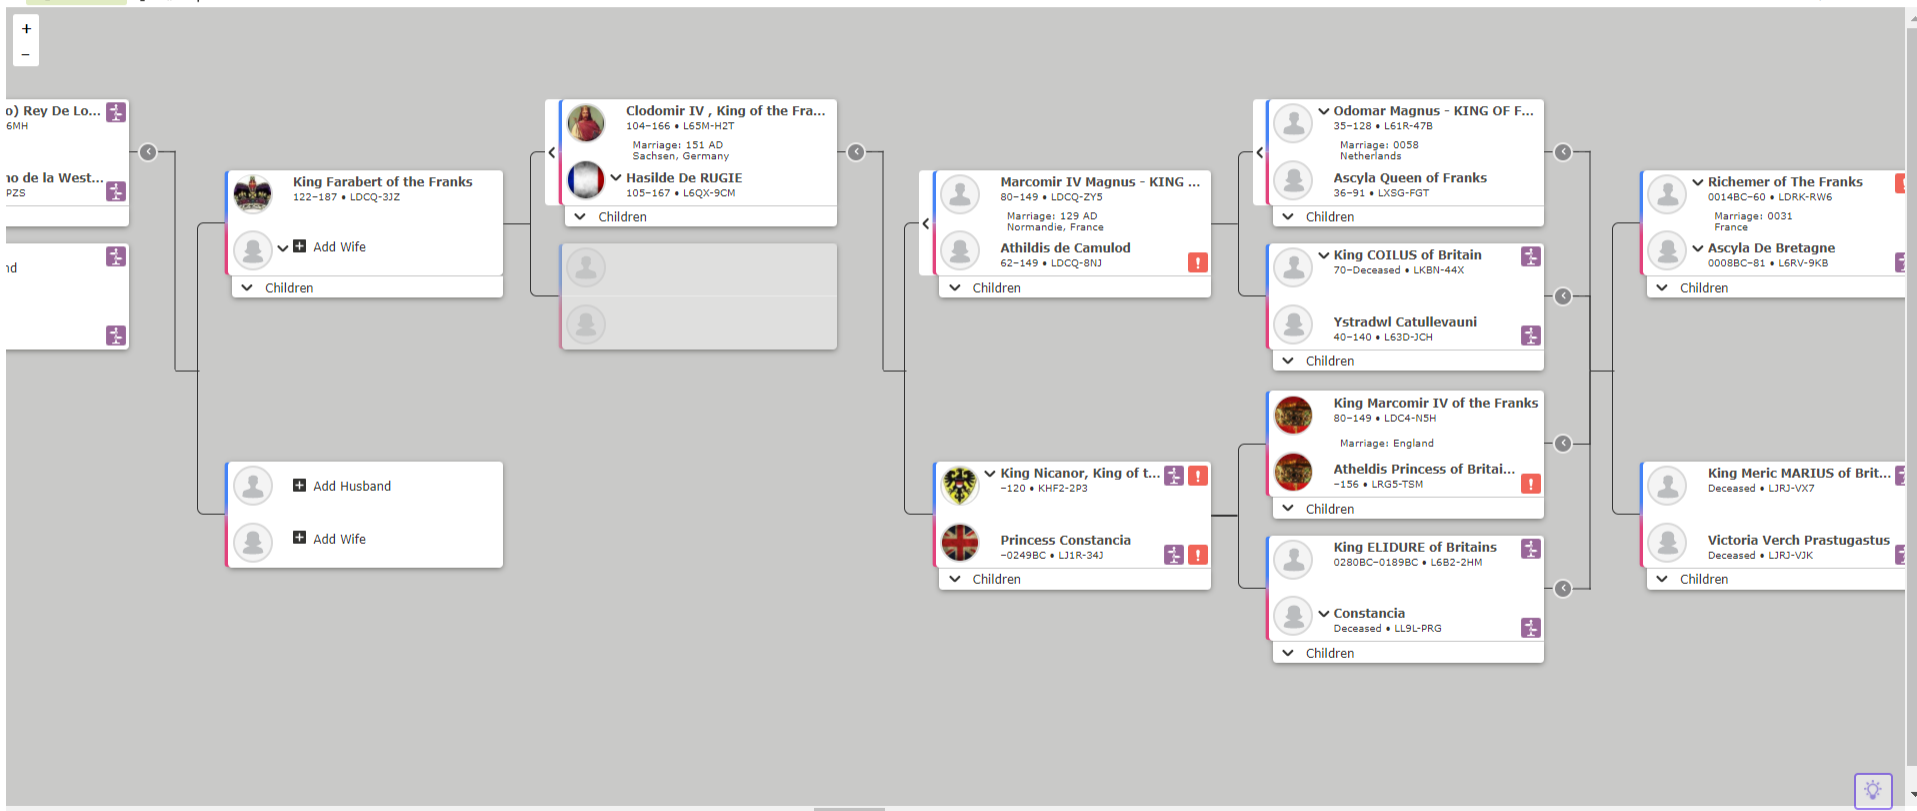 +
−
o) Rey De Lo...
6MH
no de la West...
PZS
nd
King Farabert of the Franks
122–187 • LDCQ-3JZ
Add Wife
Children
Add Husband
Add Wife
Clodomir IV , King of the Fra...
104–166 • L65M-H2T
Marriage: 151 AD
Sachsen, Germany
Hasilde De RUGIE
105–167 • L6QX-9CM
Children
Marcomir IV Magnus - KING ...
80–149 • LDCQ-ZY5
Marriage: 129 AD
Normandie, France
Athildis de Camulod
62–149 • LDCQ-8NJ
Children
King Nicanor, King of t...
–120 • KHF2-2P3
Princess Constancia
–0249BC • LJ1R-34J
Children
Odomar Magnus - KING OF F...
35–128 • L61R-47B
Marriage: 0058
Netherlands
Ascyla Queen of Franks
36–91 • LXSG-FGT
Children
King COILUS of Britain
70–Deceased • LKBN-44X
Ystradwl Catullevauni
40–140 • L63D-JCH
Children
King Marcomir IV of the Franks
80–149 • LDC4-N5H
Marriage: England
Atheldis Princess of Britai...
–156 • LRG5-TSM
Children
King ELIDURE of Britains
0280BC–0189BC • L6B2-2HM
Constancia
Deceased • LL9L-PRG
Children
Richemer of The Franks
0014BC–60 • LDRK-RW6
Marriage: 0031
France
Ascyla De Bretagne
0008BC–81 • L6RV-9KB
Children
King Meric MARIUS of Brit...
Deceased • LJRJ-VX7
Victoria Verch Prastugastus
Deceased • LJRJ-VJK
Children